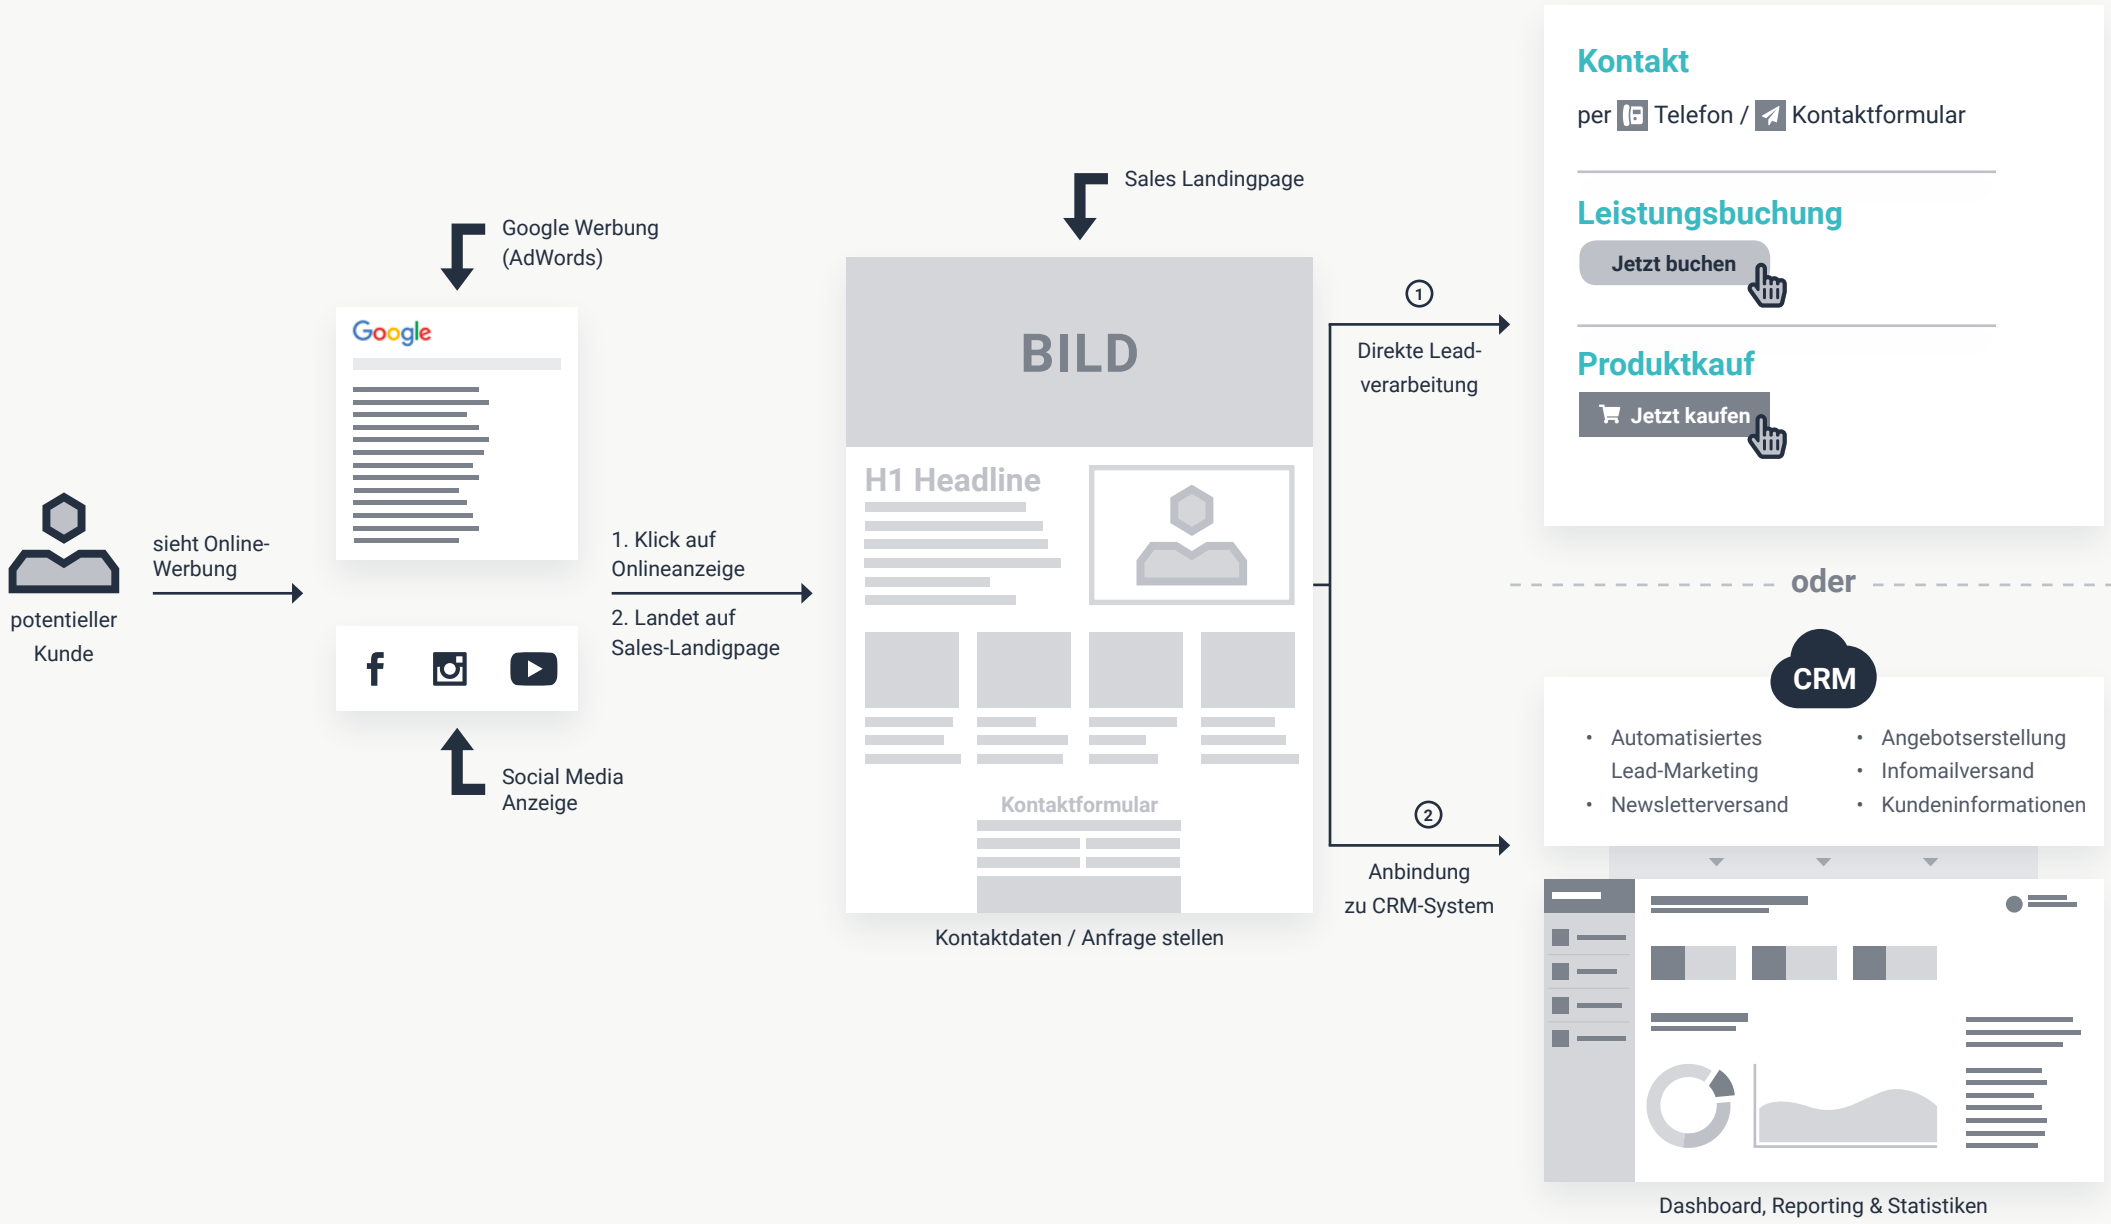 potentieller
Kunde
sieht Online-
Werbung
Google Werbung
(AdWords)
Google
Social Media
Anzeige
1. Klick auf
Onlineanzeige
2. Landet auf
Sales-Landigpage
Sales Landingpage
BILD
H1 Headline
Kontaktformular
Kontaktdaten / Anfrage stellen
1
Direkte Lead-
verarbeitung
2
Anbindung
zu CRM-System
Kontakt
per Telefon / Kontaktformular
Leistungsbuchung
Jetzt buchen
Produktkauf
Jetzt kaufen
oder
CRM
• Automatisiertes
Lead-Marketing
• Newsletterversand
• Angebotserstellung
• Infomailversand
• Kundeninformationen
Dashboard, Reporting & Statistiken